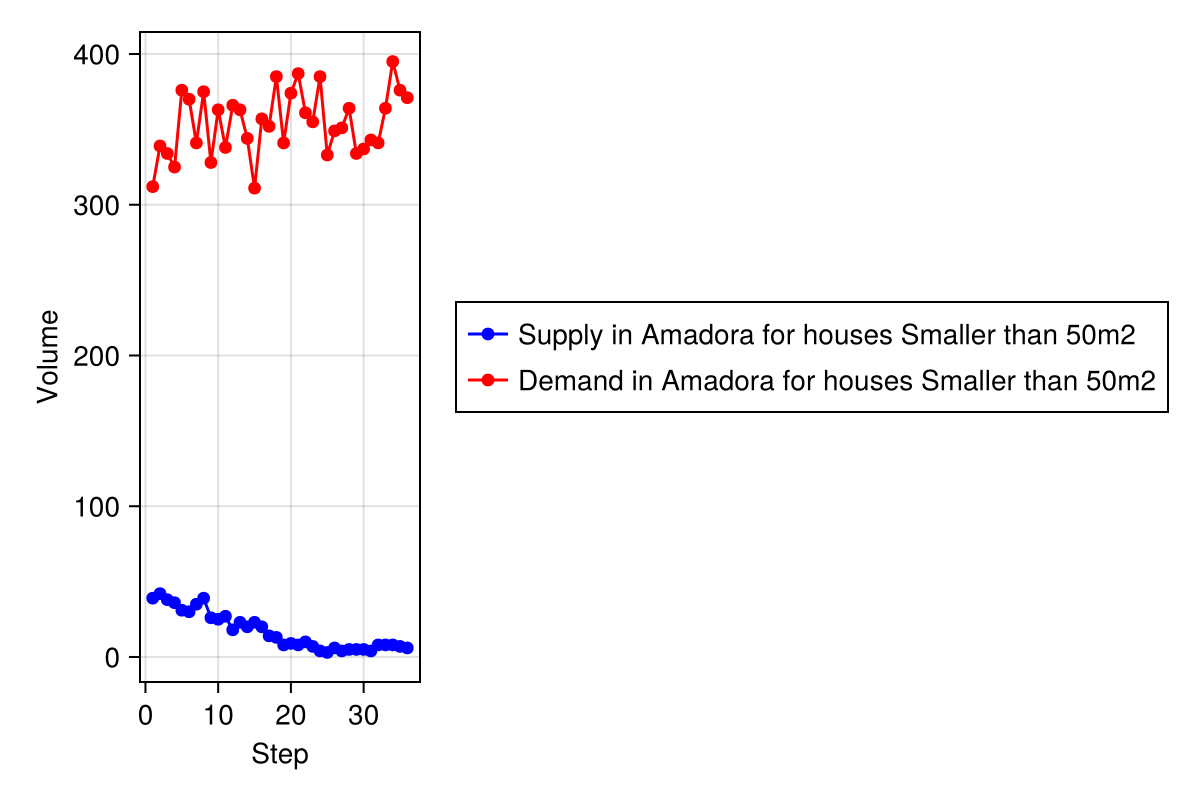 400
300
200
100
0
Volume
0 10 20 30
Step
Supply in Amadora for houses Smaller than 50m2
Demand in Amadora for houses Smaller than 50m2